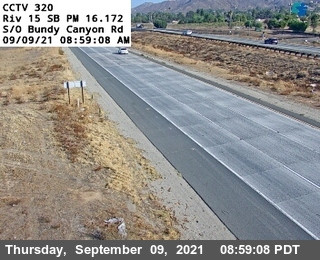 CCTV 320
Riv 15 SB PM 16.172
S/O Bundy Canyon Rd
09/09/21 08:59:08 AM
Thursday, September 09, 2021 08:59:08 PDT